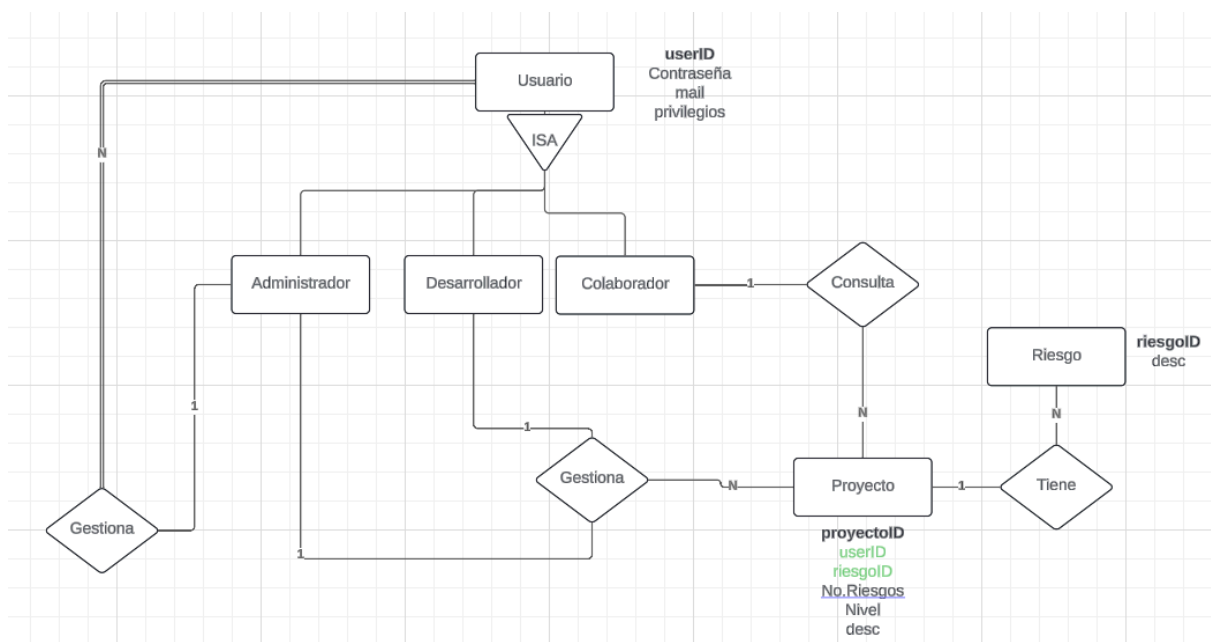 Usuario
userID
Contraseña
mail
privilegios
N
ISA
Administrador
Desarrollador
Colaborador
1
Consulta
Riesgo
riesgoID
desc
1
N
N
1
Gestiona
N
Proyecto
1
Tiene
Gestiona
1
proyectoID
userID
riesgoID
No.Riesgos
Nivel
desc